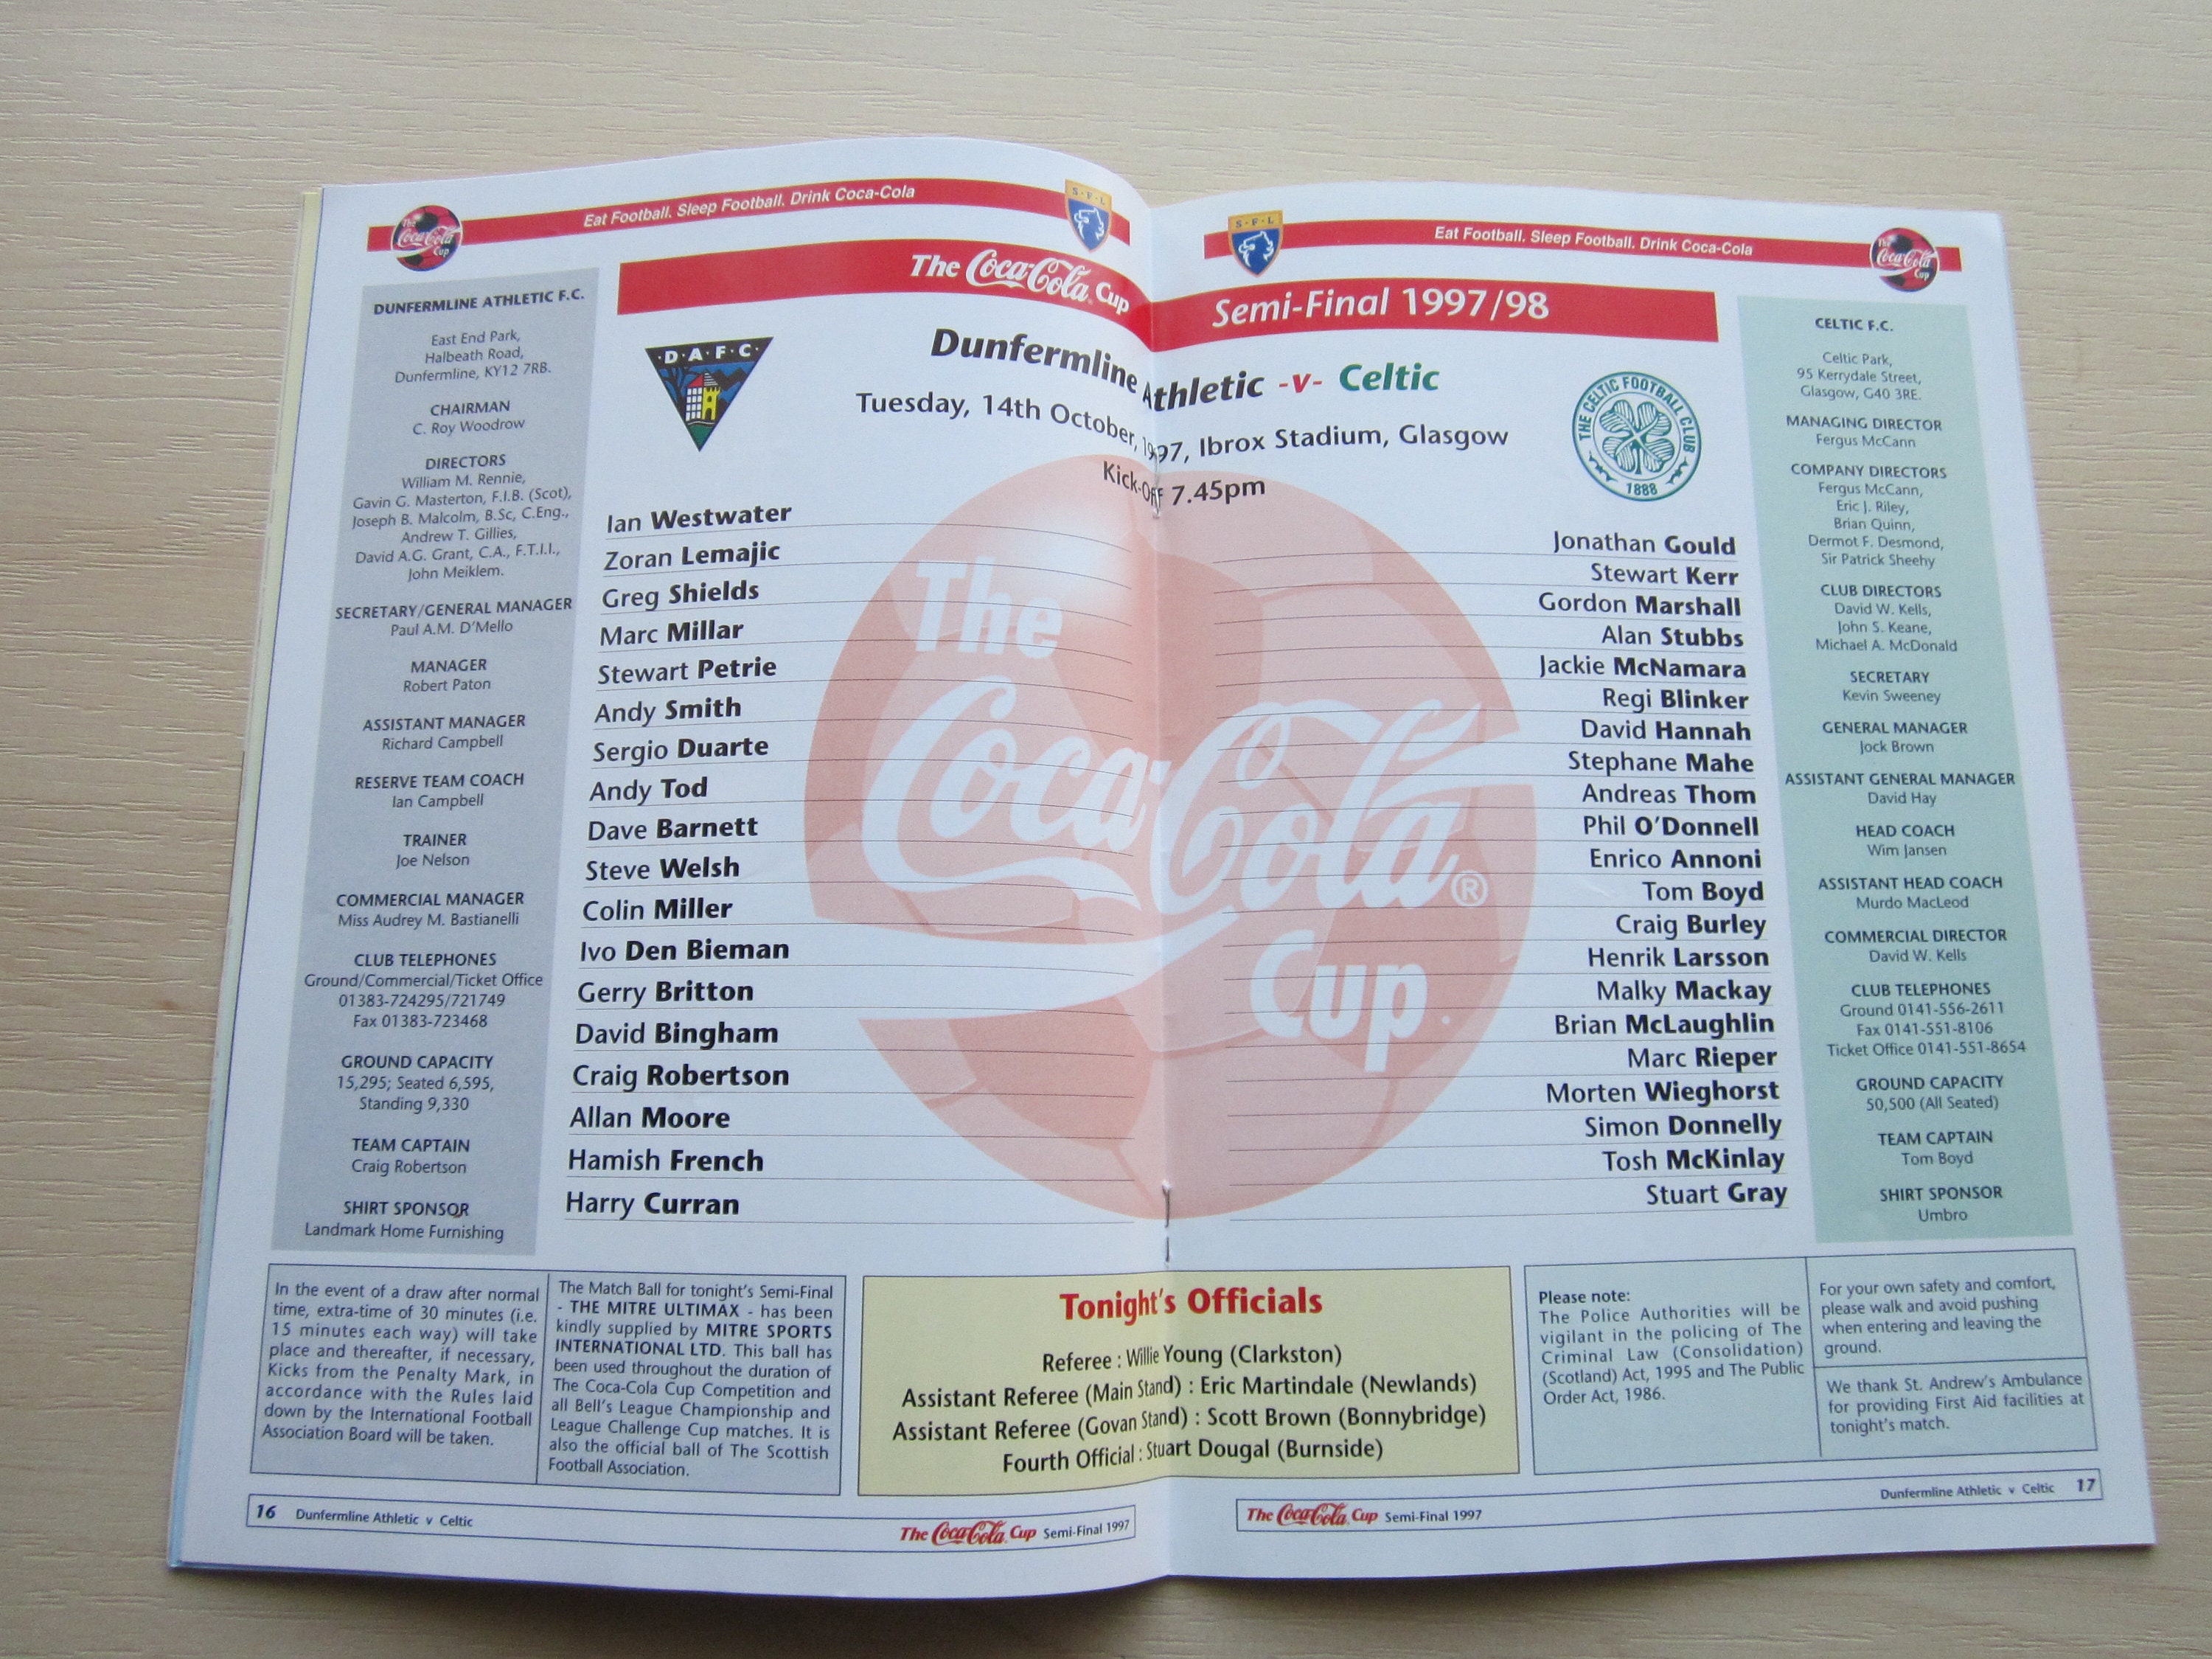 The Coca-Cola Cup
Eat Football. Sleep Football. Drink Coca-Cola
S·F·L
S·F·L
Eat Football. Sleep Football. Drink Coca-Cola
The Coca-Cola Cup
The Coca-Cola Cup Semi-Final 1997/98
Dunfermline Athletic -v- Celtic
Tuesday, 14th October, 1997, Ibrox Stadium, Glasgow
Kick-Off 7.45pm
·D·A·F·C·
THE CELTIC FOOTBALL CLUB
1888
DUNFERMLINE ATHLETIC F.C.
East End Park,
Halbeath Road,
Dunfermline, KY12 7RB.
CHAIRMAN
C. Roy Woodrow
DIRECTORS
William M. Rennie,
Gavin G. Masterton, F.I.B. (Scot),
Joseph B. Malcolm, B.Sc, C.Eng.,
Andrew T. Gillies,
David A.G. Grant, C.A., F.T.I.I.,
John Meiklem.
SECRETARY/GENERAL MANAGER
Paul A.M. D'Mello
MANAGER
Robert Paton
ASSISTANT MANAGER
Richard Campbell
RESERVE TEAM COACH
Ian Campbell
TRAINER
Joe Nelson
COMMERCIAL MANAGER
Miss Audrey M. Bastianelli
CLUB TELEPHONES
Ground/Commercial/Ticket Office
01383-724295/721749
Fax 01383-723468
GROUND CAPACITY
15,295; Seated 6,595,
Standing 9,330
TEAM CAPTAIN
Craig Robertson
SHIRT SPONSOR
Landmark Home Furnishing
Ian Westwater
Zoran Lemajic
Greg Shields
Marc Millar
Stewart Petrie
Andy Smith
Sergio Duarte
Andy Tod
Dave Barnett
Steve Welsh
Colin Miller
Ivo Den Bieman
Gerry Britton
David Bingham
Craig Robertson
Allan Moore
Hamish French
Harry Curran
The
Coca-Cola®
Cup
Jonathan Gould
Stewart Kerr
Gordon Marshall
Alan Stubbs
Jackie McNamara
Regi Blinker
David Hannah
Stephane Mahe
Andreas Thom
Phil O'Donnell
Enrico Annoni
Tom Boyd
Craig Burley
Henrik Larsson
Malky Mackay
Brian McLaughlin
Marc Rieper
Morten Wieghorst
Simon Donnelly
Tosh McKinlay
Stuart Gray
CELTIC F.C.
Celtic Park,
95 Kerrydale Street,
Glasgow, G40 3RE.
MANAGING DIRECTOR
Fergus McCann
COMPANY DIRECTORS
Fergus McCann,
Eric J. Riley,
Brian Quinn,
Dermot F. Desmond,
Sir Patrick Sheehy
CLUB DIRECTORS
David W. Kells,
John S. Keane,
Michael A. McDonald
SECRETARY
Kevin Sweeney
GENERAL MANAGER
Jock Brown
ASSISTANT GENERAL MANAGER
David Hay
HEAD COACH
Wim Jansen
ASSISTANT HEAD COACH
Murdo MacLeod
COMMERCIAL DIRECTOR
David W. Kells
CLUB TELEPHONES
Ground 0141-556-2611
Fax 0141-551-8106
Ticket Office 0141-551-8654
GROUND CAPACITY
50,500 (All Seated)
TEAM CAPTAIN
Tom Boyd
SHIRT SPONSOR
Umbro
In the event of a draw after normal
time, extra-time of 30 minutes (i.e.
15 minutes each way) will take
place and thereafter, if necessary,
Kicks from the Penalty Mark, in
accordance with the Rules laid
down by the International Football
Association Board will be taken.
The Match Ball for tonight's Semi-Final
- THE MITRE ULTIMAX - has been
kindly supplied by MITRE SPORTS
INTERNATIONAL LTD. This ball has
been used throughout the duration of
The Coca-Cola Cup Competition and
all Bell's League Championship and
League Challenge Cup matches. It is
also the official ball of The Scottish
Football Association.
Tonight's Officials
Referee : Willie Young (Clarkston)
Assistant Referee (Main Stand) : Eric Martindale (Newlands)
Assistant Referee (Govan Stand) : Scott Brown (Bonnybridge)
Fourth Official : Stuart Dougal (Burnside)
Please note:
The Police Authorities will be
vigilant in the policing of The
Criminal Law (Consolidation)
(Scotland) Act, 1995 and The Public
Order Act, 1986.
For your own safety and comfort,
please walk and avoid pushing
when entering and leaving the
ground.
We thank St. Andrew's Ambulance
for providing First Aid facilities at
tonight's match.
16 Dunfermline Athletic v Celtic
The Coca-Cola Cup Semi-Final 1997
The Coca-Cola Cup Semi-Final 1997
Dunfermline Athletic v Celtic 17